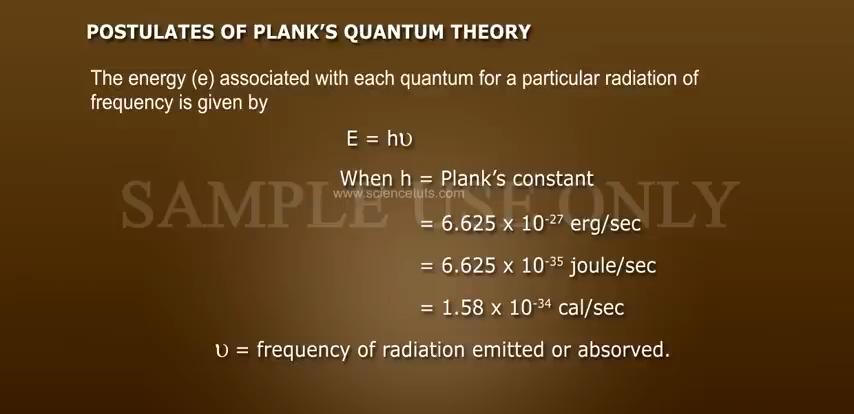 POSTULATES OF PLANK'S QUANTUM THEORY
The energy (e) associated with each quantum for a particular radiation of
frequency is given by
E = hυ
When h = Plank's constant
www.sciencetuts.com
SAMPLE USE ONLY
= 6.625 x 10⁻²⁷ erg/sec
= 6.625 x 10⁻³⁵ joule/sec
= 1.58 x 10⁻³⁴ cal/sec
υ = frequency of radiation emitted or absorved.